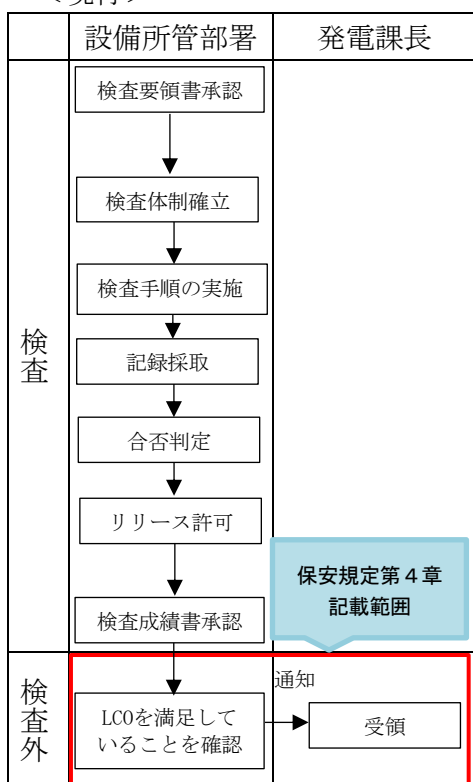 設備所管部署
発電課長
検査
検査要領書承認
検査体制確立
検査手順の実施
記録採取
合否判定
リリース許可
検査成績書承認
保安規定第4章
記載範囲
検査外
LCOを満足して
いることを確認
通知
受領